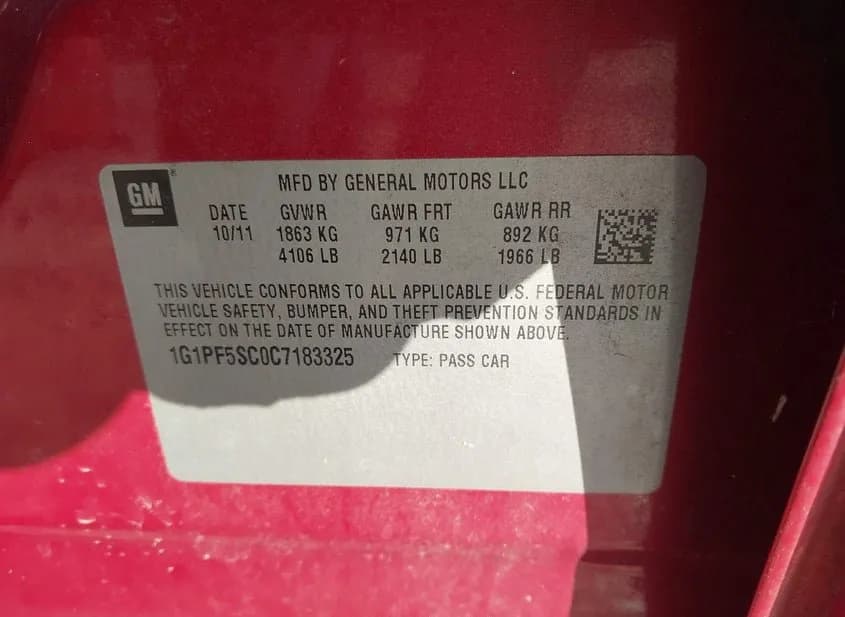 GM ®
MFD BY GENERAL MOTORS LLC
DATE GVWR GAWR FRT GAWR RR
10/11 1863 KG 971 KG 892 KG
4106 LB 2140 LB 1966 LB
THIS VEHICLE CONFORMS TO ALL APPLICABLE U.S. FEDERAL MOTOR
VEHICLE SAFETY, BUMPER, AND THEFT PREVENTION STANDARDS IN
EFFECT ON THE DATE OF MANUFACTURE SHOWN ABOVE.
1G1PF5SC0C7183325 TYPE: PASS CAR